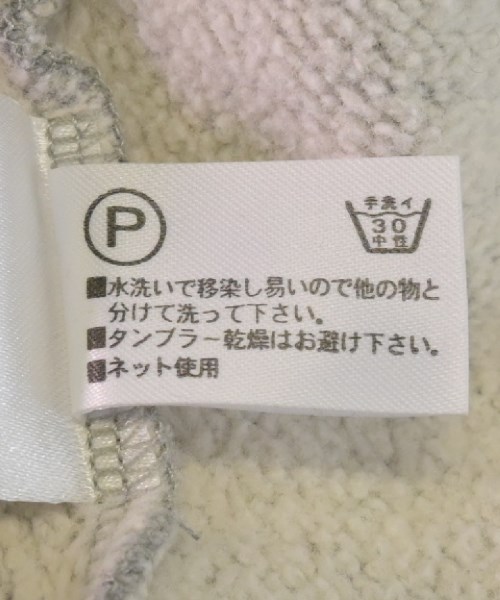 P
手洗イ
30
中性
■水洗いで移染し易いので他の物と
分けて洗って下さい。
■タンブラー乾燥はお避け下さい。
■ネット使用